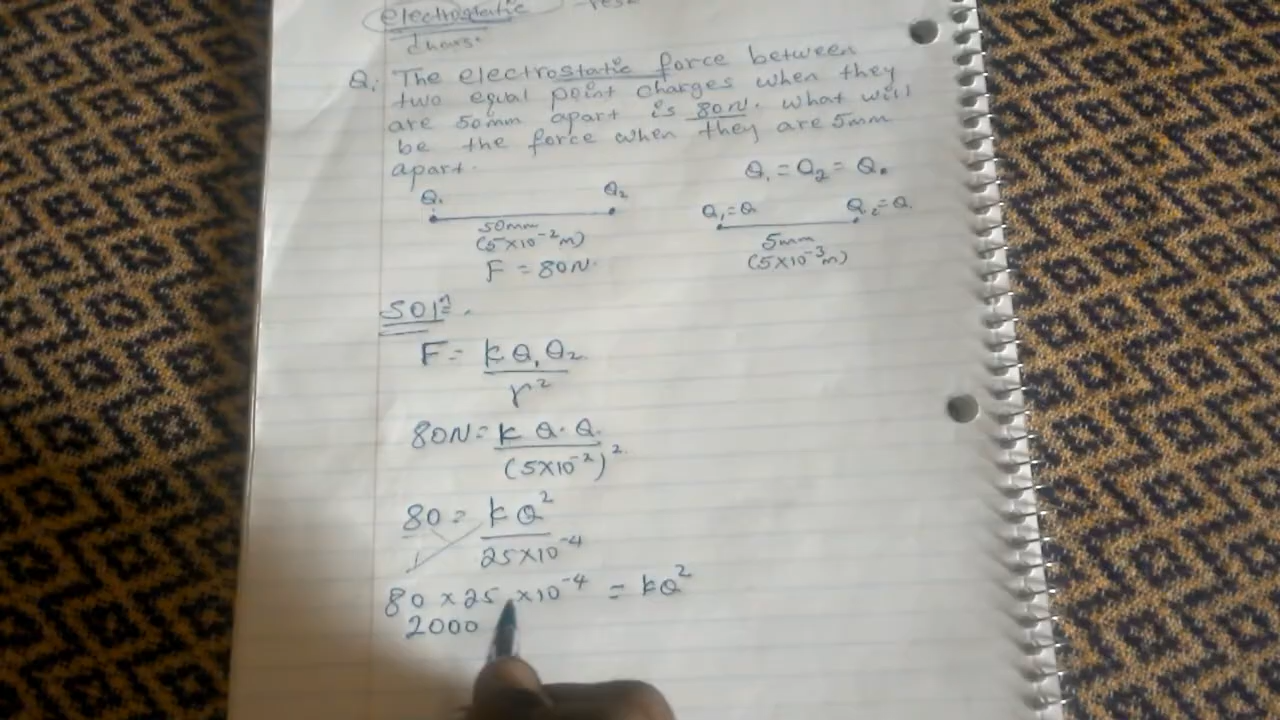 electrostatic
Q. The electrostatic force between
two equal point charges when they
are 50mm apart is 80N. What will
be the force when they are 5mm
apart.
Q₁ = Q₂ = Q.
Q₁ Q₂
Q₁=Q Q₂=Q.
50mm
(5×10⁻²m)
5mm
(5×10⁻³m)
F = 80N.
Solⁿ.
F = kQ₁Q₂
r²
80N = k Q·Q.
(5×10⁻²)².
80 = kQ²
25×10⁻⁴
80 × 25 × 10⁻⁴ = kQ²
2000